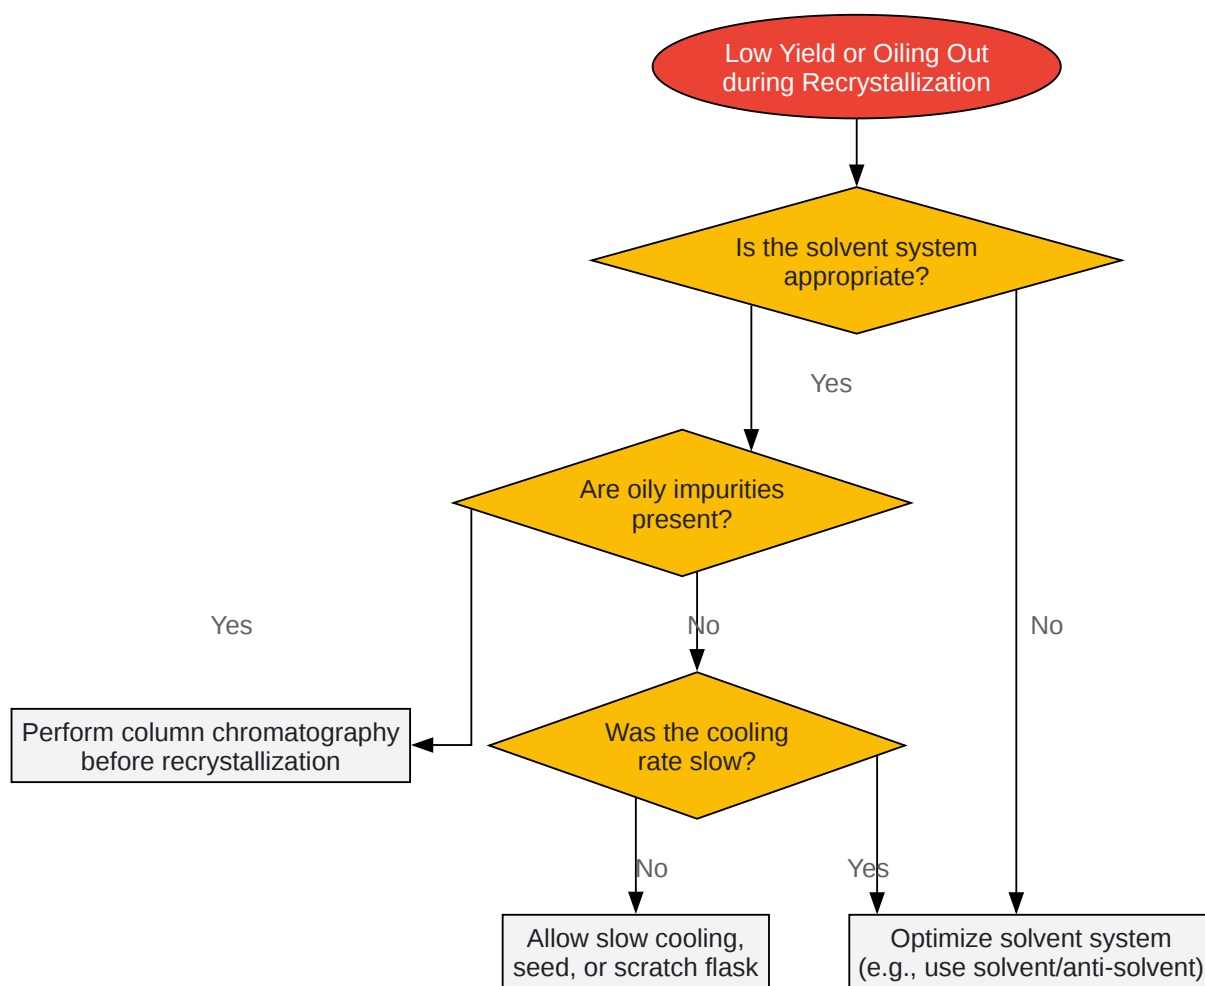 Low Yield or Oiling Out
during Recrystallization
Is the solvent system
appropriate?
Yes
Are oily impurities
present?
Yes
No
No
Perform column chromatography
before recrystallization
Was the cooling
rate slow?
No
Yes
Allow slow cooling,
seed, or scratch flask
Optimize solvent system
(e.g., use solvent/anti-solvent)